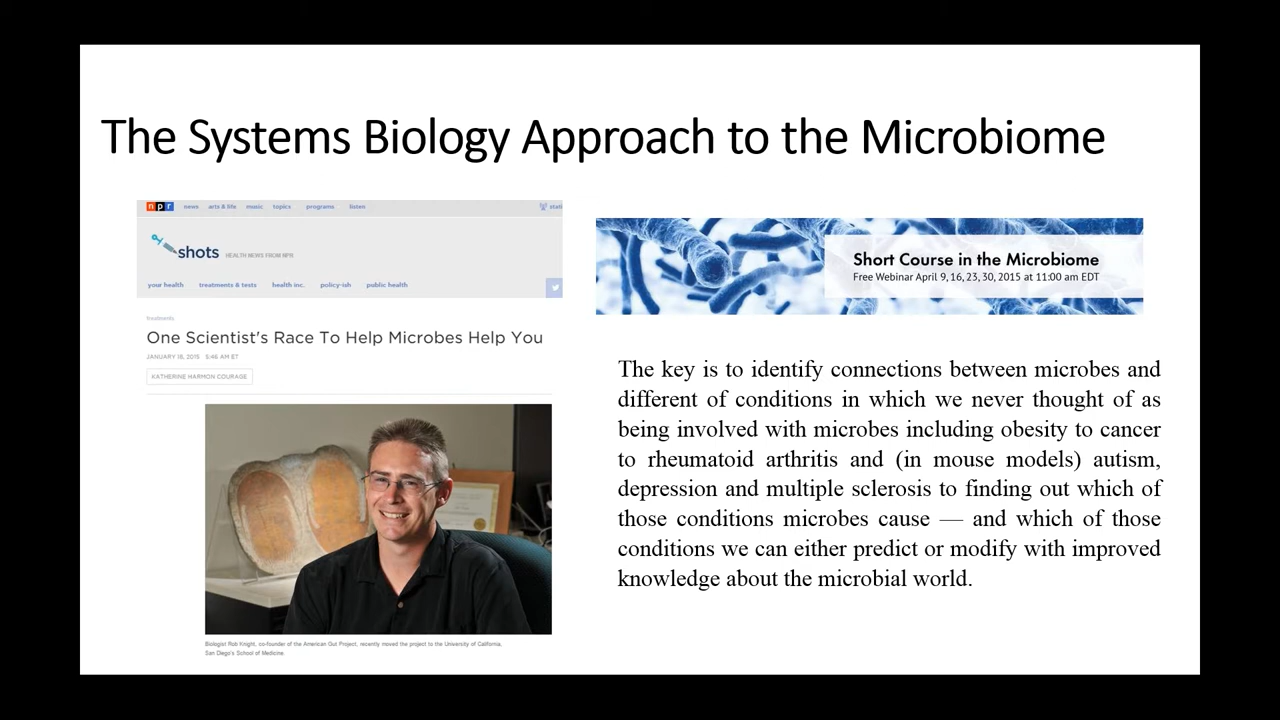 The Systems Biology Approach to the Microbiome
npr news arts & life music topics programs listen stati
shots HEALTH NEWS FROM NPR
your health treatments & tests health inc. policy-ish public health
treatments
One Scientist's Race To Help Microbes Help You
JANUARY 18, 2015 5:46 AM ET
KATHERINE HARMON COURAGE
Biologist Rob Knight, co-founder of the American Gut Project, recently moved the project to the University of California,
San Diego's School of Medicine.
Short Course in the Microbiome
Free Webinar April 9, 16, 23, 30, 2015 at 11:00 am EDT
The key is to identify connections between microbes and
different of conditions in which we never thought of as
being involved with microbes including obesity to cancer
to rheumatoid arthritis and (in mouse models) autism,
depression and multiple sclerosis to finding out which of
those conditions microbes cause — and which of those
conditions we can either predict or modify with improved
knowledge about the microbial world.